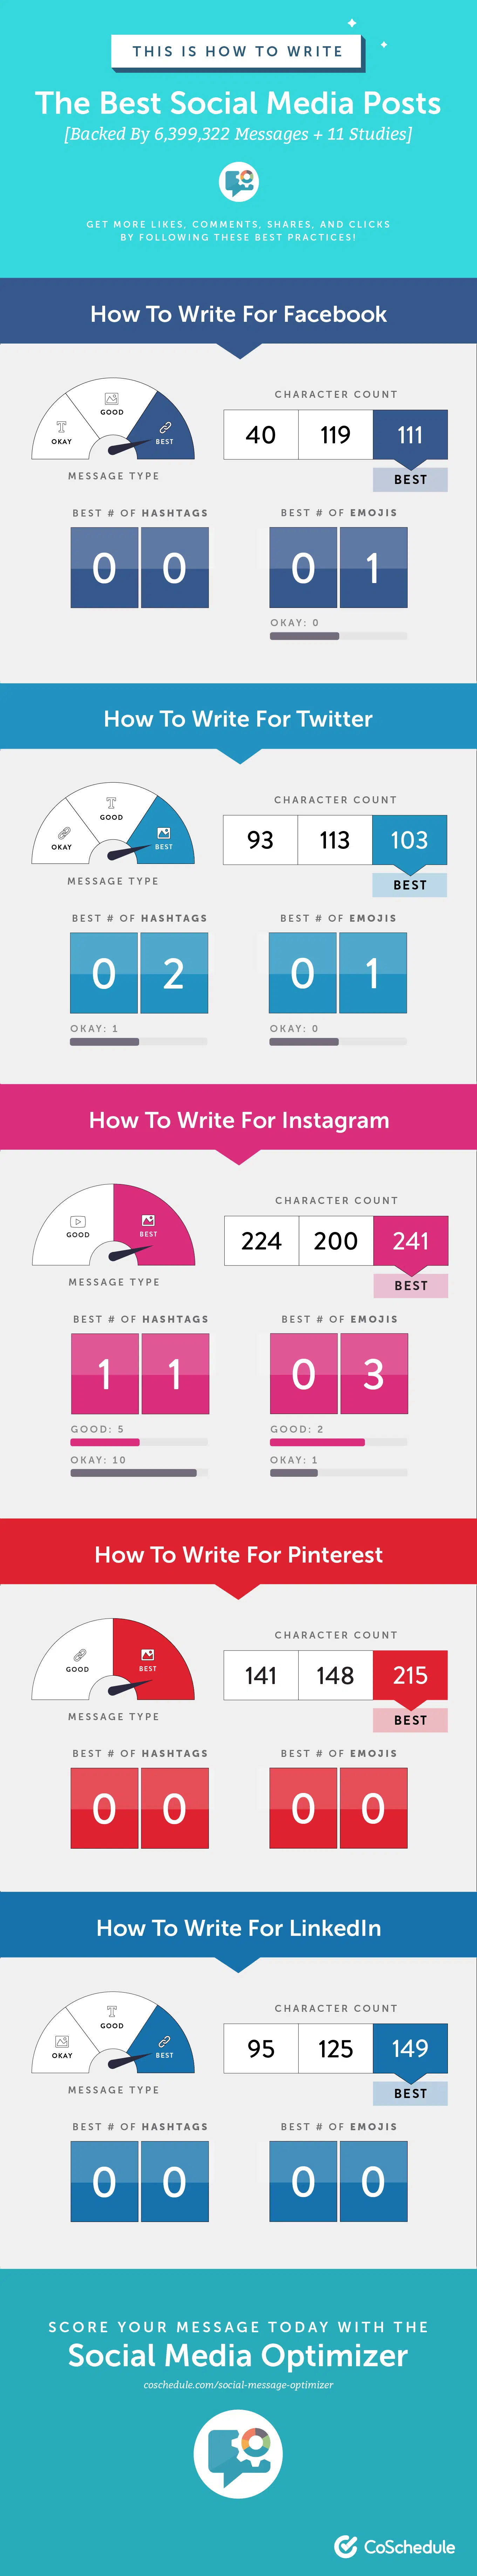 THIS IS HOW TO WRITE
The Best Social Media Posts
[Backed By 6,399,322 Messages + 11 Studies]
GET MORE LIKES, COMMENTS, SHARES, AND CLICKS
BY FOLLOWING THESE BEST PRACTICES!
How To Write For Facebook
OKAY
GOOD
BEST
MESSAGE TYPE
CHARACTER COUNT
40 119 111
BEST
BEST # OF HASHTAGS
0 0
BEST # OF EMOJIS
0 1
OKAY: 0
How To Write For Twitter
OKAY
GOOD
BEST
MESSAGE TYPE
CHARACTER COUNT
93 113 103
BEST
BEST # OF HASHTAGS
0 2
OKAY: 1
BEST # OF EMOJIS
0 1
OKAY: 0
How To Write For Instagram
GOOD
BEST
MESSAGE TYPE
CHARACTER COUNT
224 200 241
BEST
BEST # OF HASHTAGS
1 1
GOOD: 5
OKAY: 10
BEST # OF EMOJIS
0 3
GOOD: 2
OKAY: 1
How To Write For Pinterest
GOOD
BEST
MESSAGE TYPE
CHARACTER COUNT
141 148 215
BEST
BEST # OF HASHTAGS
0 0
BEST # OF EMOJIS
0 0
How To Write For LinkedIn
OKAY
GOOD
BEST
MESSAGE TYPE
CHARACTER COUNT
95 125 149
BEST
BEST # OF HASHTAGS
0 0
BEST # OF EMOJIS
0 0
SCORE YOUR MESSAGE TODAY WITH THE
Social Media Optimizer
coschedule.com/social-message-optimizer
CoSchedule